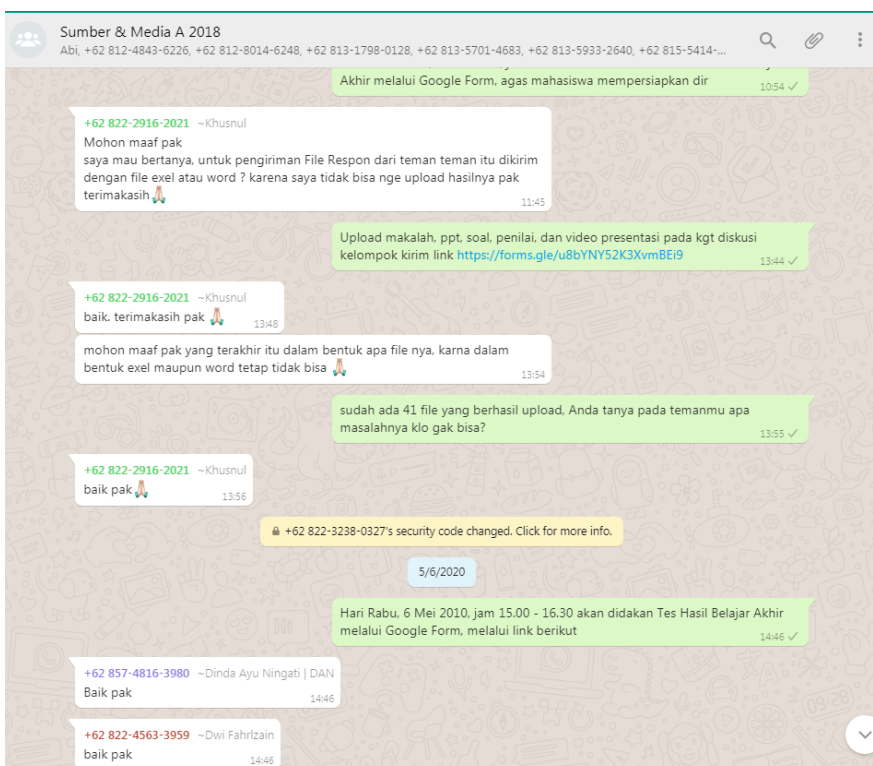 Sumber & Media A 2018
Abi, +62 812-4843-6226, +62 812-8014-6248, +62 813-1798-0128, +62 813-5701-4683, +62 813-5933-2640, +62 815-5414-...
Akhir melalui Google Form, agas mahasiswa mempersiapkan dir
10:54
+62 822-2916-2021 ~Khusnul
Mohon maaf pak
saya mau bertanya, untuk pengiriman File Respon dari teman teman itu dikirim
dengan file exel atau word ? karena saya tidak bisa nge upload hasilnya pak
terimakasih🙏🏻
11:45
Upload makalah, ppt, soal, penilai, dan video presentasi pada kgt diskusi
kelompok kirim link https://forms.gle/u8bYNY52K3XvmBEi9
13:44
+62 822-2916-2021 ~Khusnul
baik. terimakasih pak 🙏🏻
13:48
mohon maaf pak yang terakhir itu dalam bentuk apa file nya, karna dalam
bentuk exel maupun word tetap tidak bisa 🙏🏻
13:54
sudah ada 41 file yang berhasil upload, Anda tanya pada temanmu apa
masalahnya klo gak bisa?
13:55
+62 822-2916-2021 ~Khusnul
baik pak🙏🏻
13:56
+62 822-3238-0327's security code changed. Click for more info.
5/6/2020
Hari Rabu, 6 Mei 2010, jam 15.00 - 16.30 akan didakan Tes Hasil Belajar Akhir
melalui Google Form, melalui link berikut
14:46
+62 857-4816-3980 ~Dinda Ayu Ningati | DAN
Baik pak
14:46
+62 822-4563-3959 ~Dwi Fahrlzain
baik pak
14:46